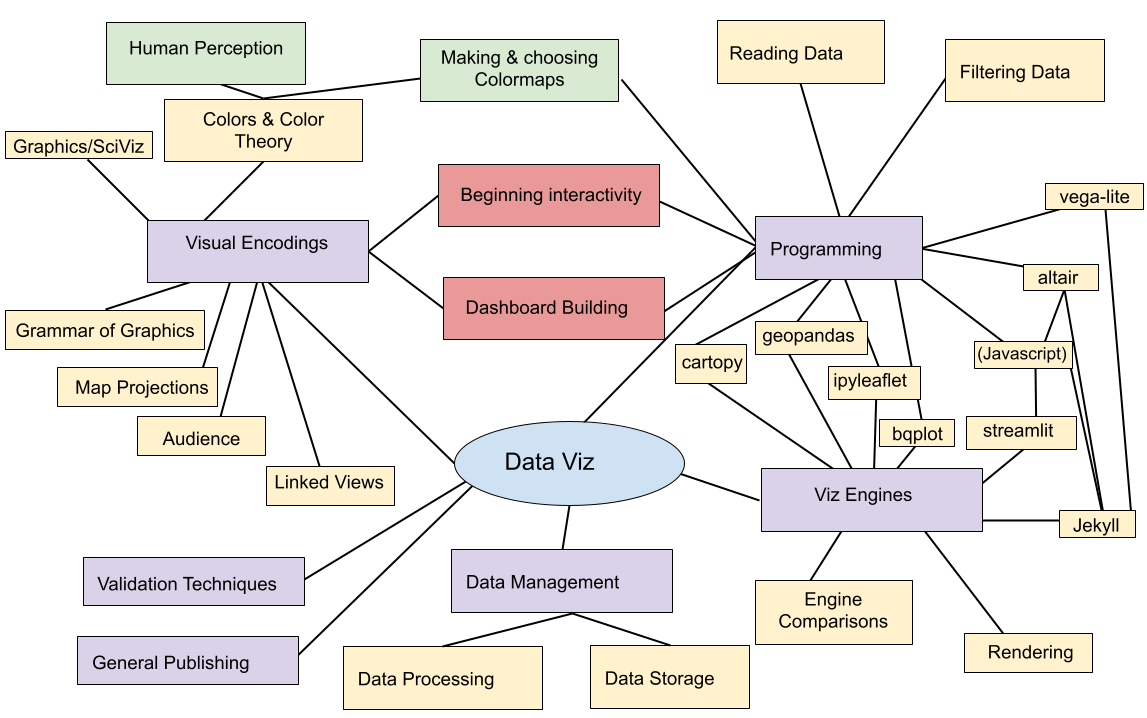 Human Perception
Making & choosing
Colormaps
Reading Data
Filtering Data
Colors & Color
Theory
Graphics/SciViz
Beginning interactivity
vega-lite
Visual Encodings
Programming
altair
Grammar of Graphics
Dashboard Building
geopandas
(Javascript)
cartopy
Map Projections
ipyleaflet
Audience
bqplot
streamlit
Data Viz
Linked Views
Viz Engines
Jekyll
Validation Techniques
Data Management
Engine
Comparisons
General Publishing
Data Processing
Data Storage
Rendering